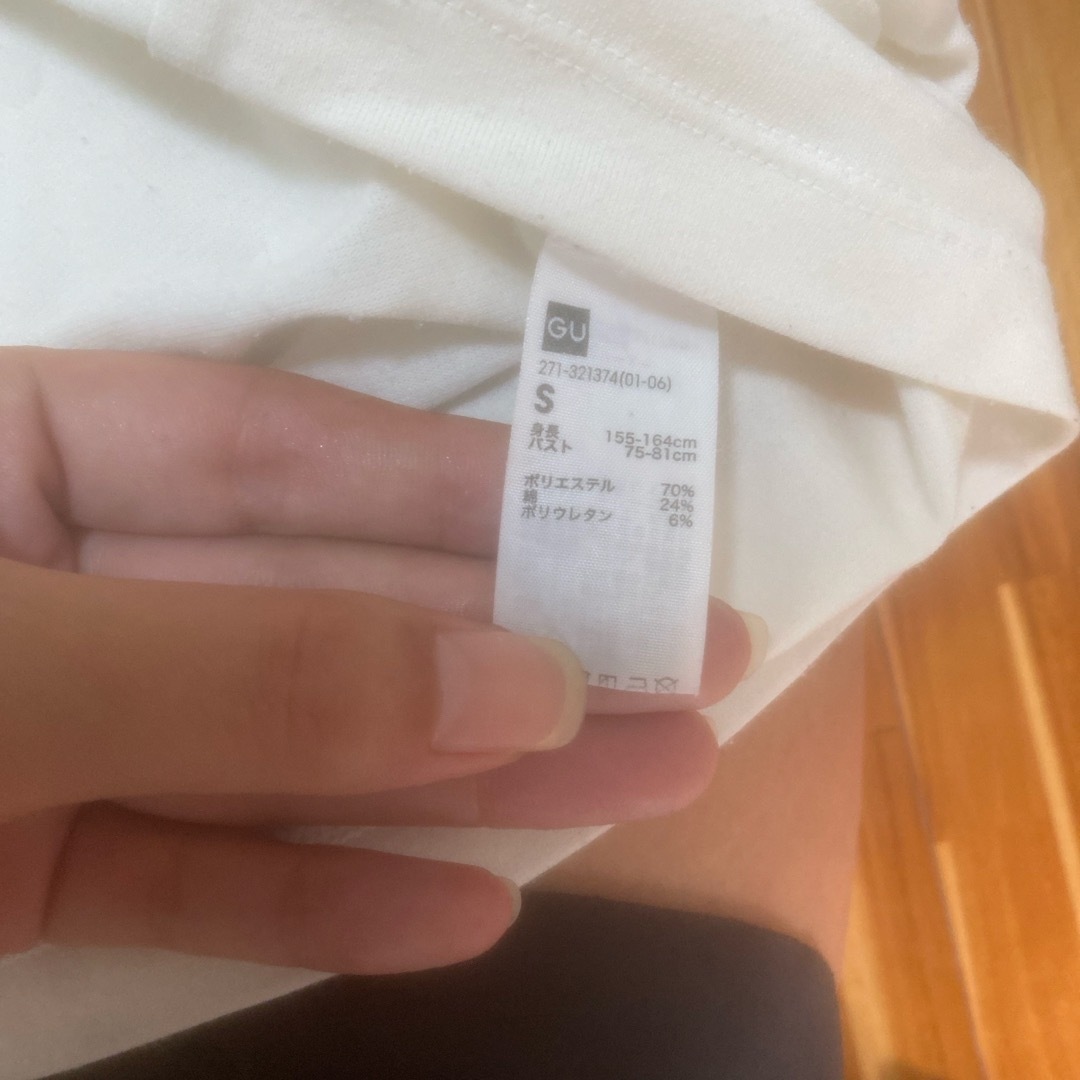 GU
271-321374(01-06)
S
身長 155-164cm
バスト 75-81cm
ポリエステル 70%
綿 24%
ポリウレタン 6%